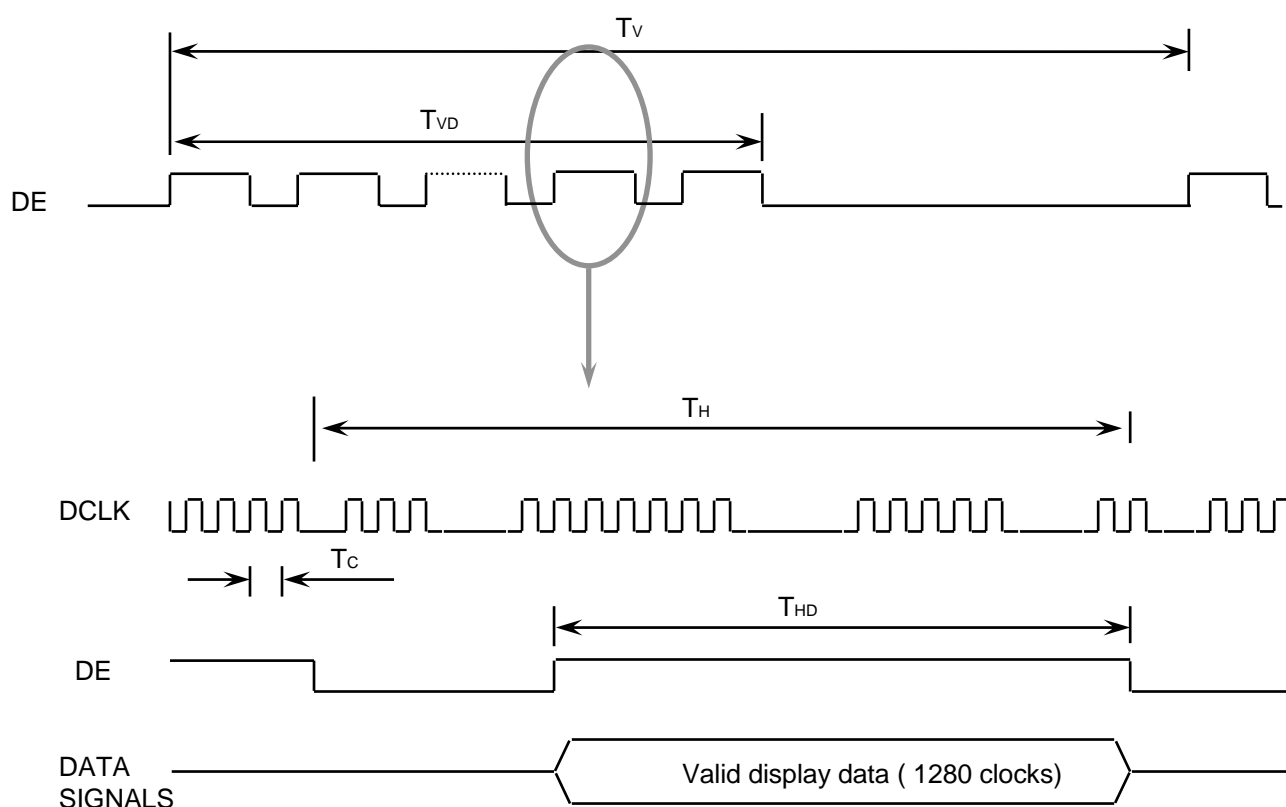 TV
TVD
DE
TH
DCLK
TC
THD
DE
DATA
SIGNALS
Valid display data ( 1280 clocks)